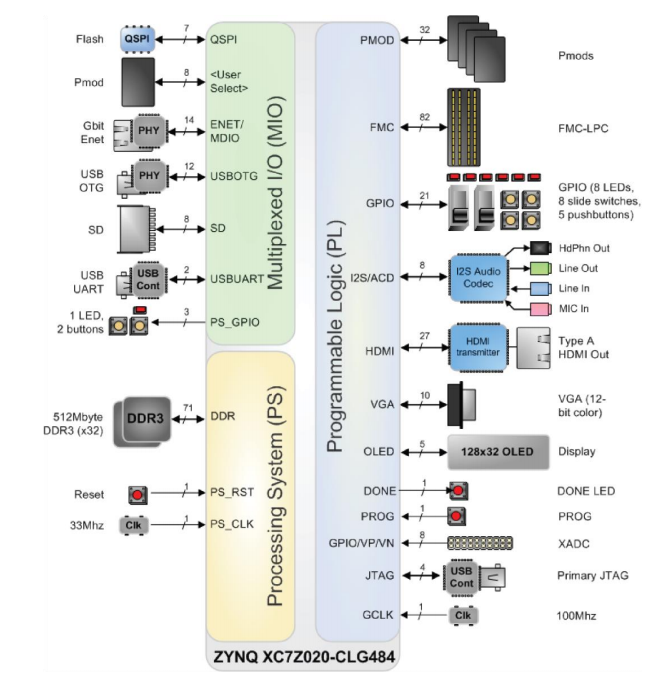 Flash
QSPI
7
QSPI
Pmod
8
<User
Select>
Gbit
Enet
PHY
14
ENET/
MDIO
USB
OTG
PHY
12
USBOTG
SD
8
SD
USB
UART
USB
Cont
2
USBUART
1 LED,
2 buttons
3
PS_GPIO
Multiplexed I/O (MIO)
512Mbyte
DDR3 (x32)
DDR3
71
DDR
Reset
1
PS_RST
33Mhz
Clk
1
PS_CLK
Processing System (PS)
Programmable Logic (PL)
PMOD
32
Pmods
FMC
82
FMC-LPC
GPIO
21
GPIO (8 LEDs,
8 slide switches,
5 pushbuttons)
I2S/ACD
8
I2S Audio
Codec
HdPhn Out
Line Out
Line In
MIC In
HDMI
27
HDMI
transmitter
Type A
HDMI Out
VGA
10
VGA (12-
bit color)
OLED
5
128x32 OLED
Display
DONE
1
DONE LED
PROG
1
PROG
GPIO/VP/VN
8
XADC
JTAG
4
USB
Cont
Primary JTAG
GCLK
1
Clk
100Mhz
ZYNQ XC7Z020-CLG484